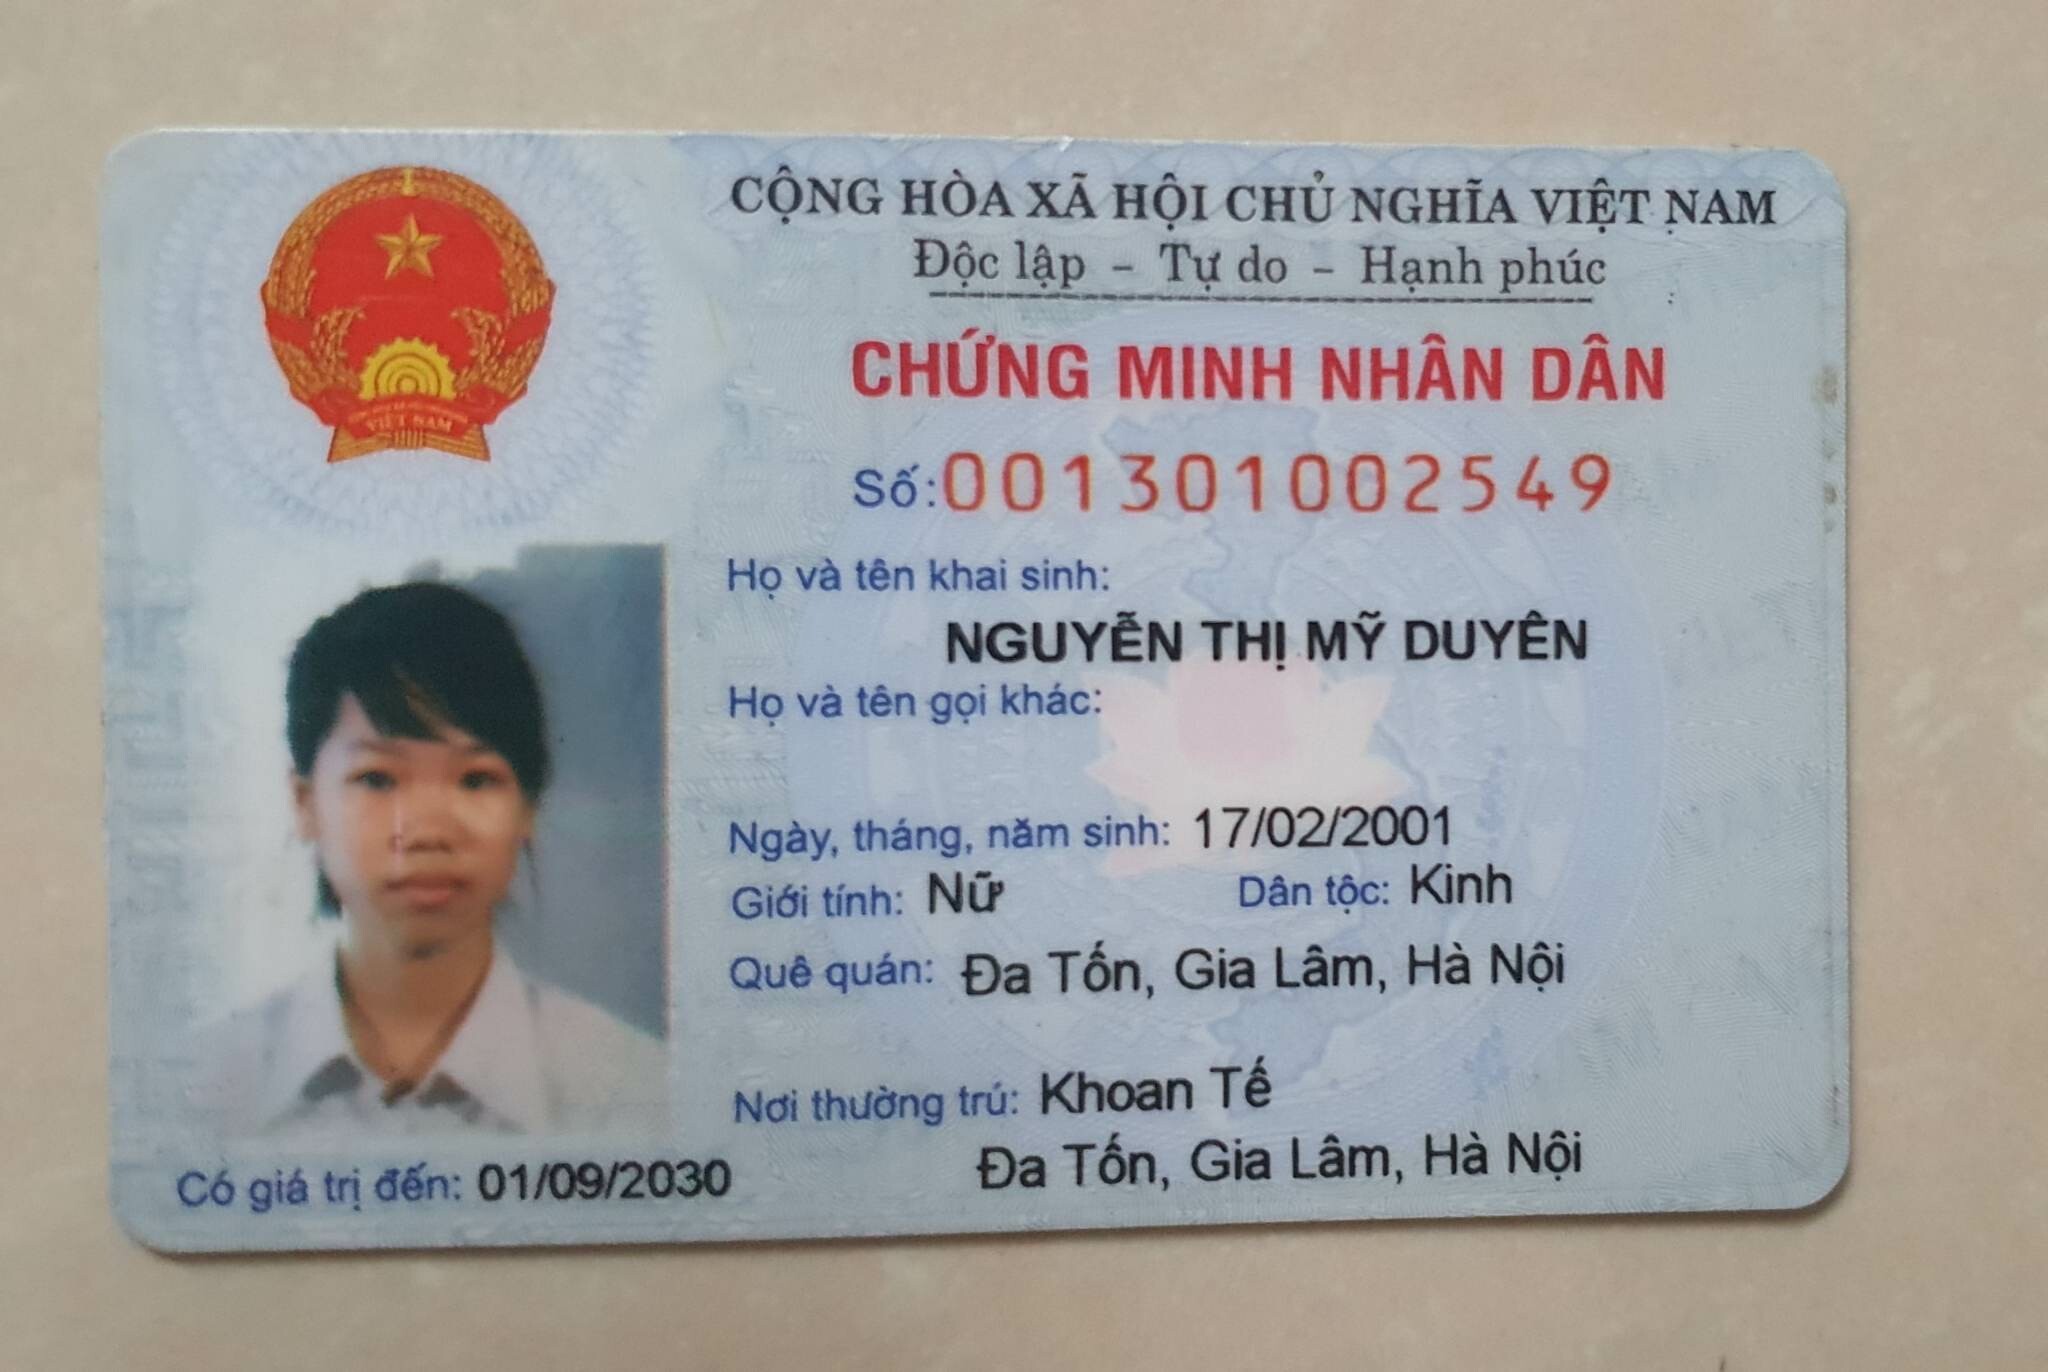 CỘNG HÒA XÃ HỘI CHỦ NGHĨA VIỆT NAM
Độc lập - Tự do - Hạnh phúc
VIỆT NAM
CHỨNG MINH NHÂN DÂN
Số: 001301002549
Họ và tên khai sinh:
NGUYỄN THỊ MỸ DUYÊN
Họ và tên gọi khác:
Ngày, tháng, năm sinh: 17/02/2001
Giới tính: Nữ Dân tộc: Kinh
Quê quán: Đa Tốn, Gia Lâm, Hà Nội
Nơi thường trú: Khoan Tế
Đa Tốn, Gia Lâm, Hà Nội
Có giá trị đến: 01/09/2030